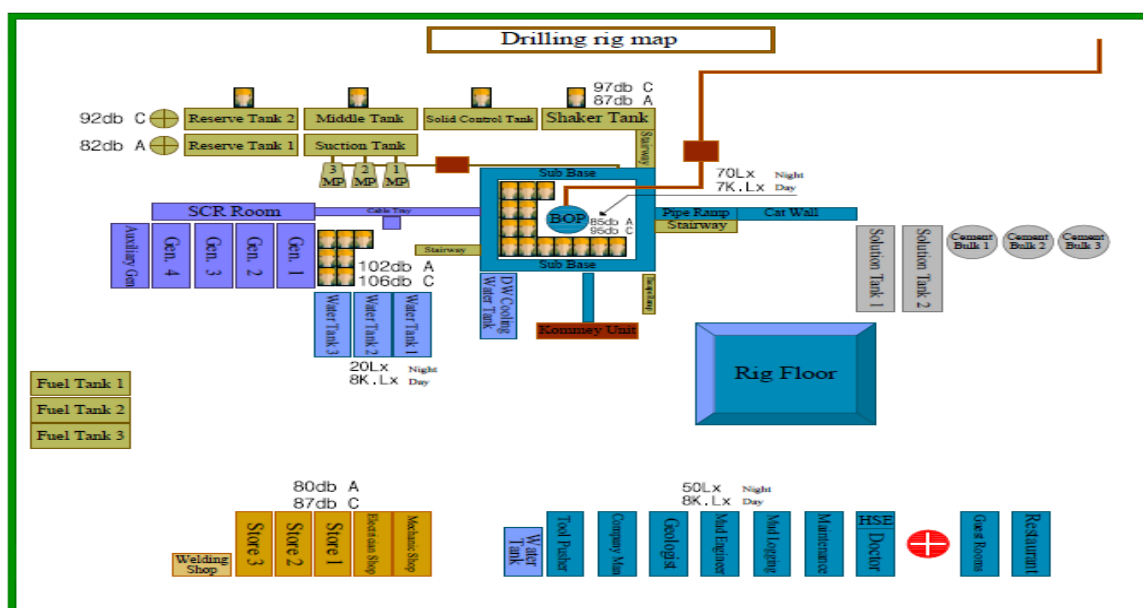 Drilling rig map
97db C
87db A
92db C
Reserve Tank 2
Middle Tank
Solid Control Tank
Shaker Tank
82db A
Reserve Tank 1
Suction Tank
Stairway
3 MP
2 MP
1 MP
Sub Base
70Lx Night
7K.Lx Day
SCR Room
Cable Tray
BOP
85db A
95db C
Pipe Ramp
Cat Wall
Stairway
Auxiliary Gen
Gen. 4
Gen. 3
Gen. 2
Gen. 1
Stairway
102db A
106db C
Sub Base
Solution Tank 1
Solution Tank 2
Cement Bulk 1
Cement Bulk 2
Cement Bulk 3
Water Tank 3
Water Tank 2
Water Tank 1
DW Cooling Water Tank
Kommey Unit
20Lx Night
8K.Lx Day
Rig Floor
Fuel Tank 1
Fuel Tank 2
Fuel Tank 3
80db A
87db C
50Lx Night
8K.Lx Day
Welding Shop
Store 3
Store 2
Store 1
Electrician Shop
Mechanic Shop
Water Tank
Tool Pusher
Company Man
Geologist
Mud Engineer
Mud Logging
Maintenance
HSE
Doctor
Guest Rooms
Restaurant